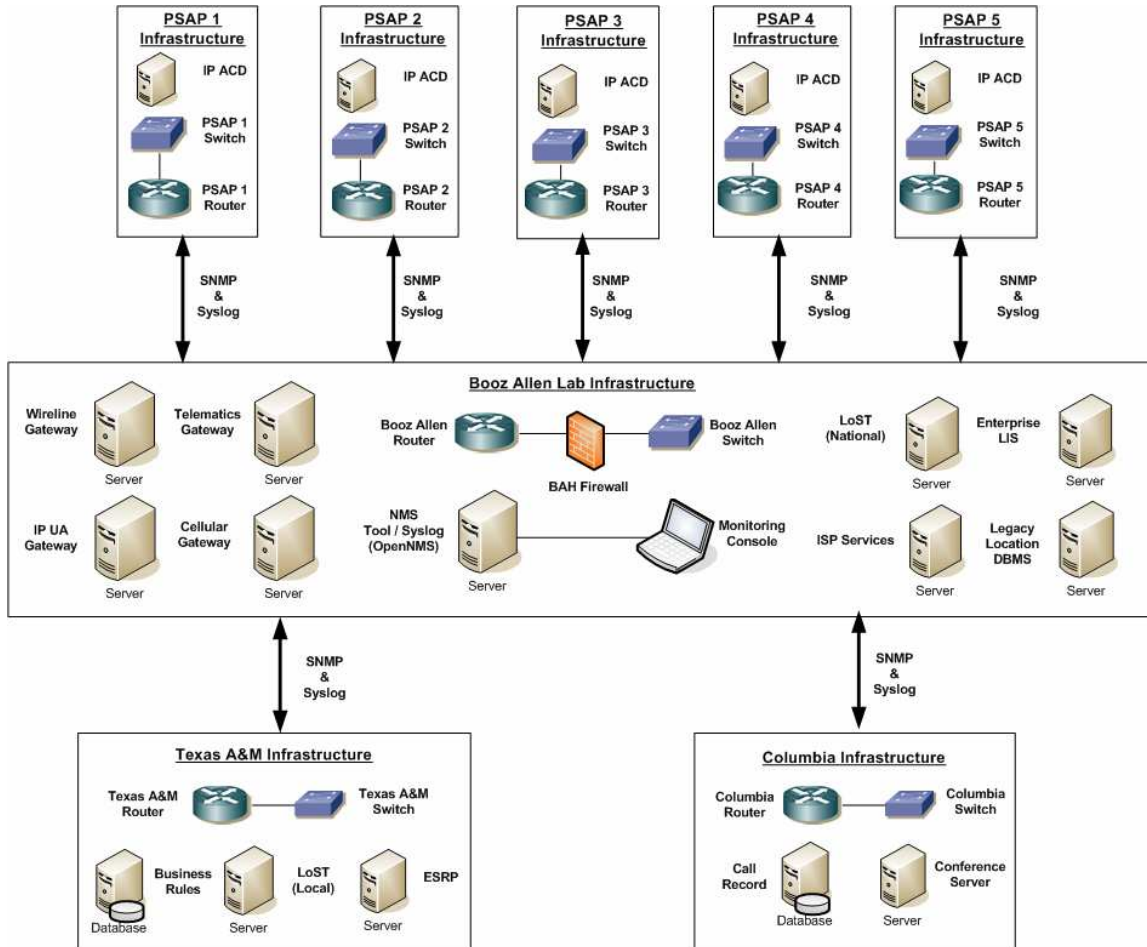 PSAP 1
Infrastructure
IP ACD
PSAP 1
Switch
PSAP 1
Router
PSAP 2
Infrastructure
IP ACD
PSAP 2
Switch
PSAP 2
Router
PSAP 3
Infrastructure
IP ACD
PSAP 3
Switch
PSAP 3
Router
PSAP 4
Infrastructure
IP ACD
PSAP 4
Switch
PSAP 4
Router
PSAP 5
Infrastructure
IP ACD
PSAP 5
Switch
PSAP 5
Router
SNMP
&
Syslog
SNMP
&
Syslog
SNMP
&
Syslog
SNMP
&
Syslog
SNMP
&
Syslog
Booz Allen Lab Infrastructure
Wireline
Gateway
Server
Telematics
Gateway
Server
Booz Allen
Router
BAH Firewall
Booz Allen
Switch
LoST
(National)
Server
Enterprise
LIS
Server
IP UA
Gateway
Server
Cellular
Gateway
Server
NMS
Tool / Syslog
(OpenNMS)
Server
Monitoring
Console
ISP Services
Server
Legacy
Location
DBMS
Server
SNMP
&
Syslog
SNMP
&
Syslog
Texas A&M Infrastructure
Texas A&M
Router
Texas A&M
Switch
Business
Rules
Database
LoST
(Local)
Server
ESRP
Server
Columbia Infrastructure
Columbia
Router
Columbia
Switch
Call
Record
Database
Conference
Server
Server